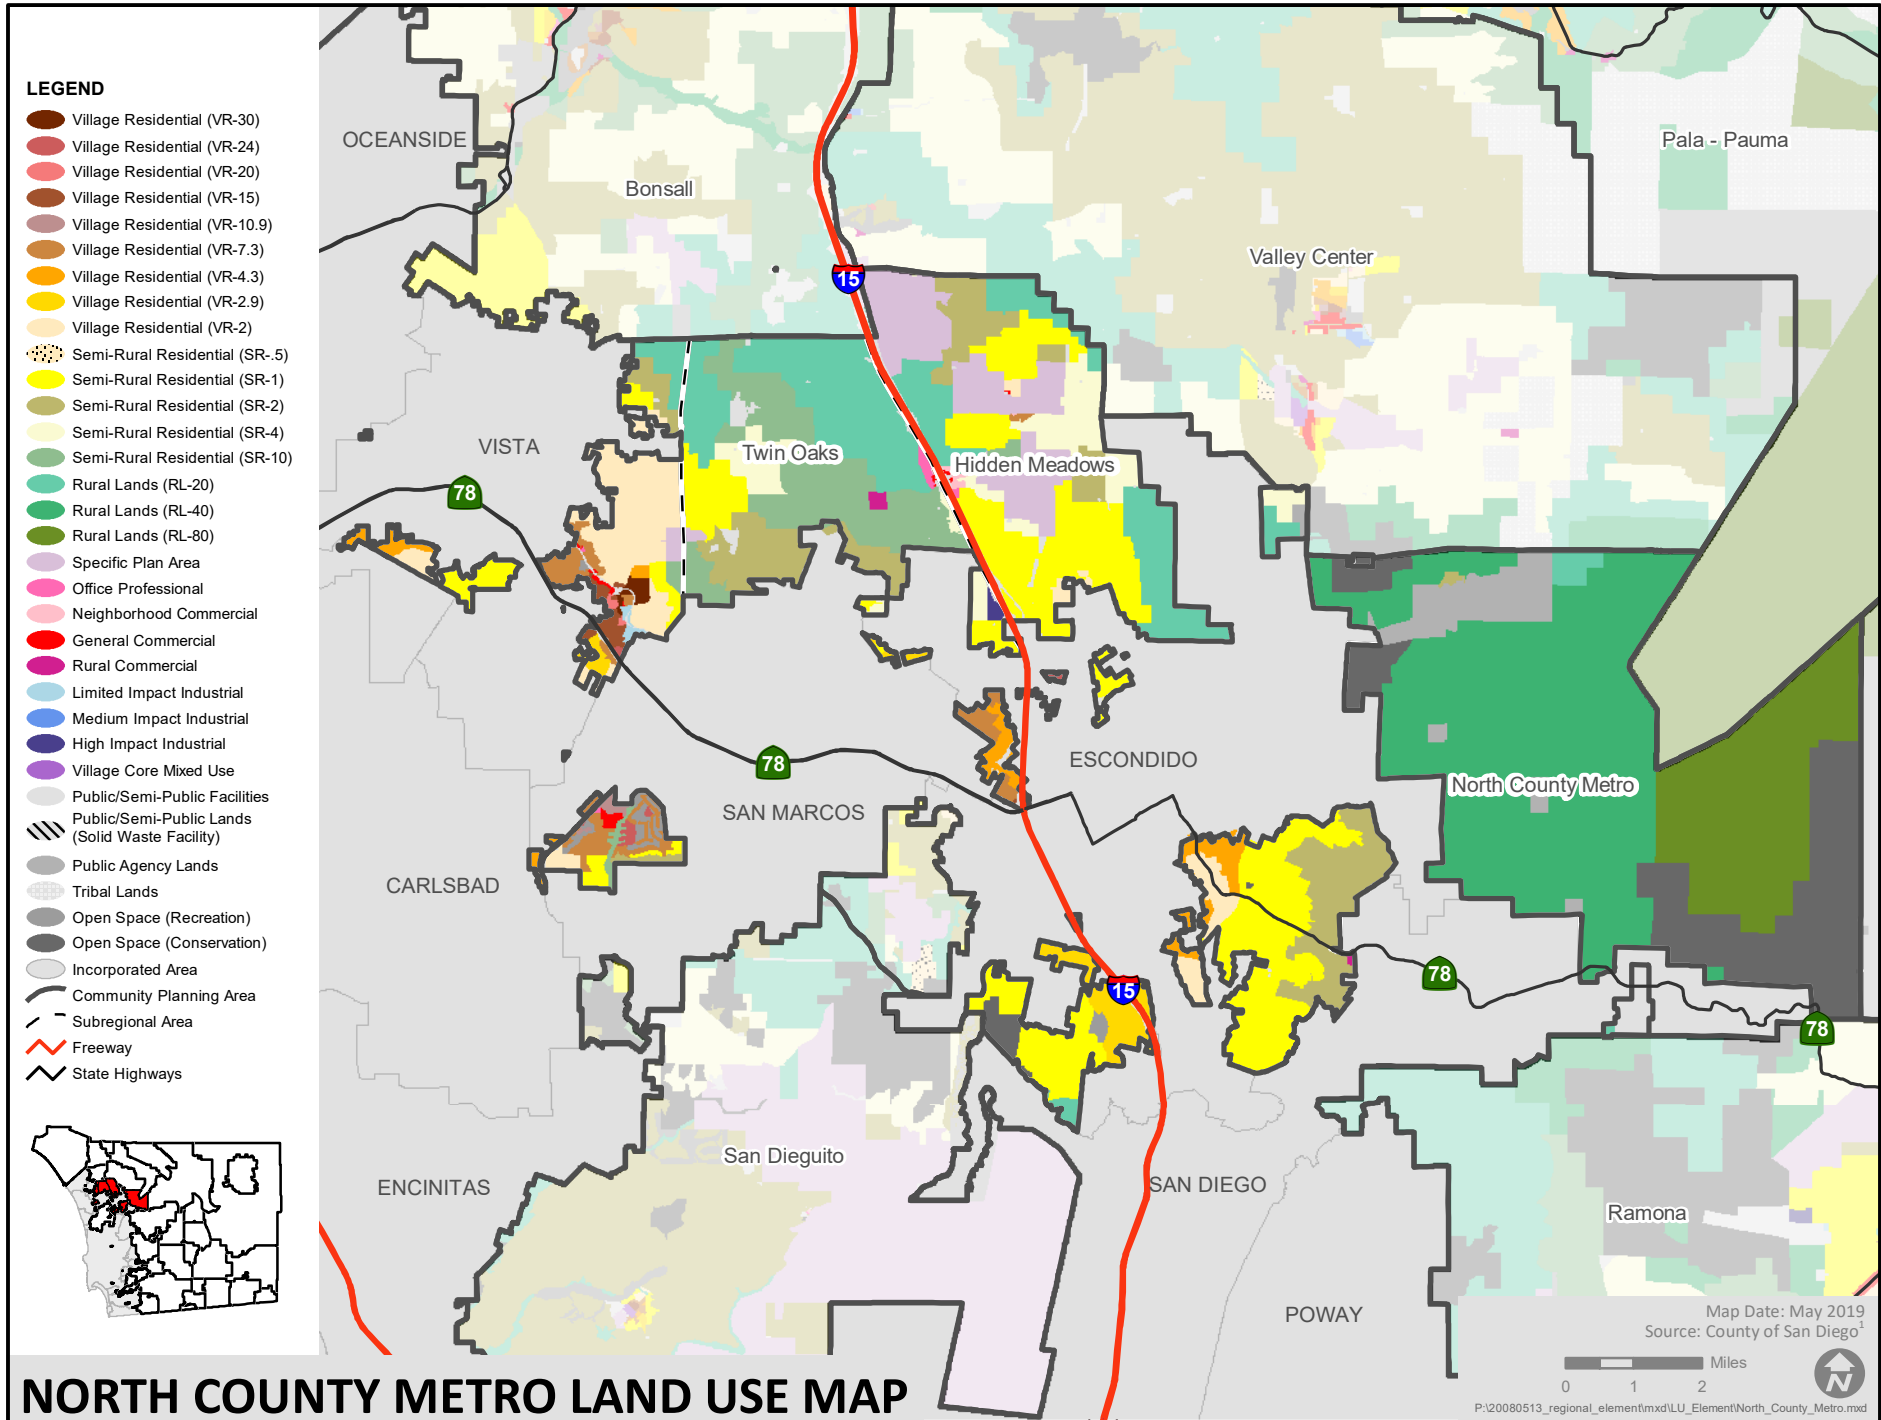 LEGEND
Village Residential (VR-30)
Village Residential (VR-24)
Village Residential (VR-20)
Village Residential (VR-15)
Village Residential (VR-10.9)
Village Residential (VR-7.3)
Village Residential (VR-4.3)
Village Residential (VR-2.9)
Village Residential (VR-2)
Semi-Rural Residential (SR-.5)
Semi-Rural Residential (SR-1)
Semi-Rural Residential (SR-2)
Semi-Rural Residential (SR-4)
Semi-Rural Residential (SR-10)
Rural Lands (RL-20)
Rural Lands (RL-40)
Rural Lands (RL-80)
Specific Plan Area
Office Professional
Neighborhood Commercial
General Commercial
Rural Commercial
Limited Impact Industrial
Medium Impact Industrial
High Impact Industrial
Village Core Mixed Use
Public/Semi-Public Facilities
Public/Semi-Public Lands
(Solid Waste Facility)
Public Agency Lands
Tribal Lands
Open Space (Recreation)
Open Space (Conservation)
Incorporated Area
Community Planning Area
Subregional Area
Freeway
State Highways
OCEANSIDE
Pala - Pauma
Bonsall
Valley Center
15
VISTA
Twin Oaks
Hidden Meadows
78
ESCONDIDO
78
North County Metro
SAN MARCOS
CARLSBAD
78
15
78
San Dieguito
ENCINITAS
SAN DIEGO
Ramona
POWAY
Map Date: May 2019
Source: County of San Diego1
Miles
0 1 2
N
P:\20080513_regional_element\mxd\LU_Element\North_County_Metro.mxd
NORTH COUNTY METRO LAND USE MAP